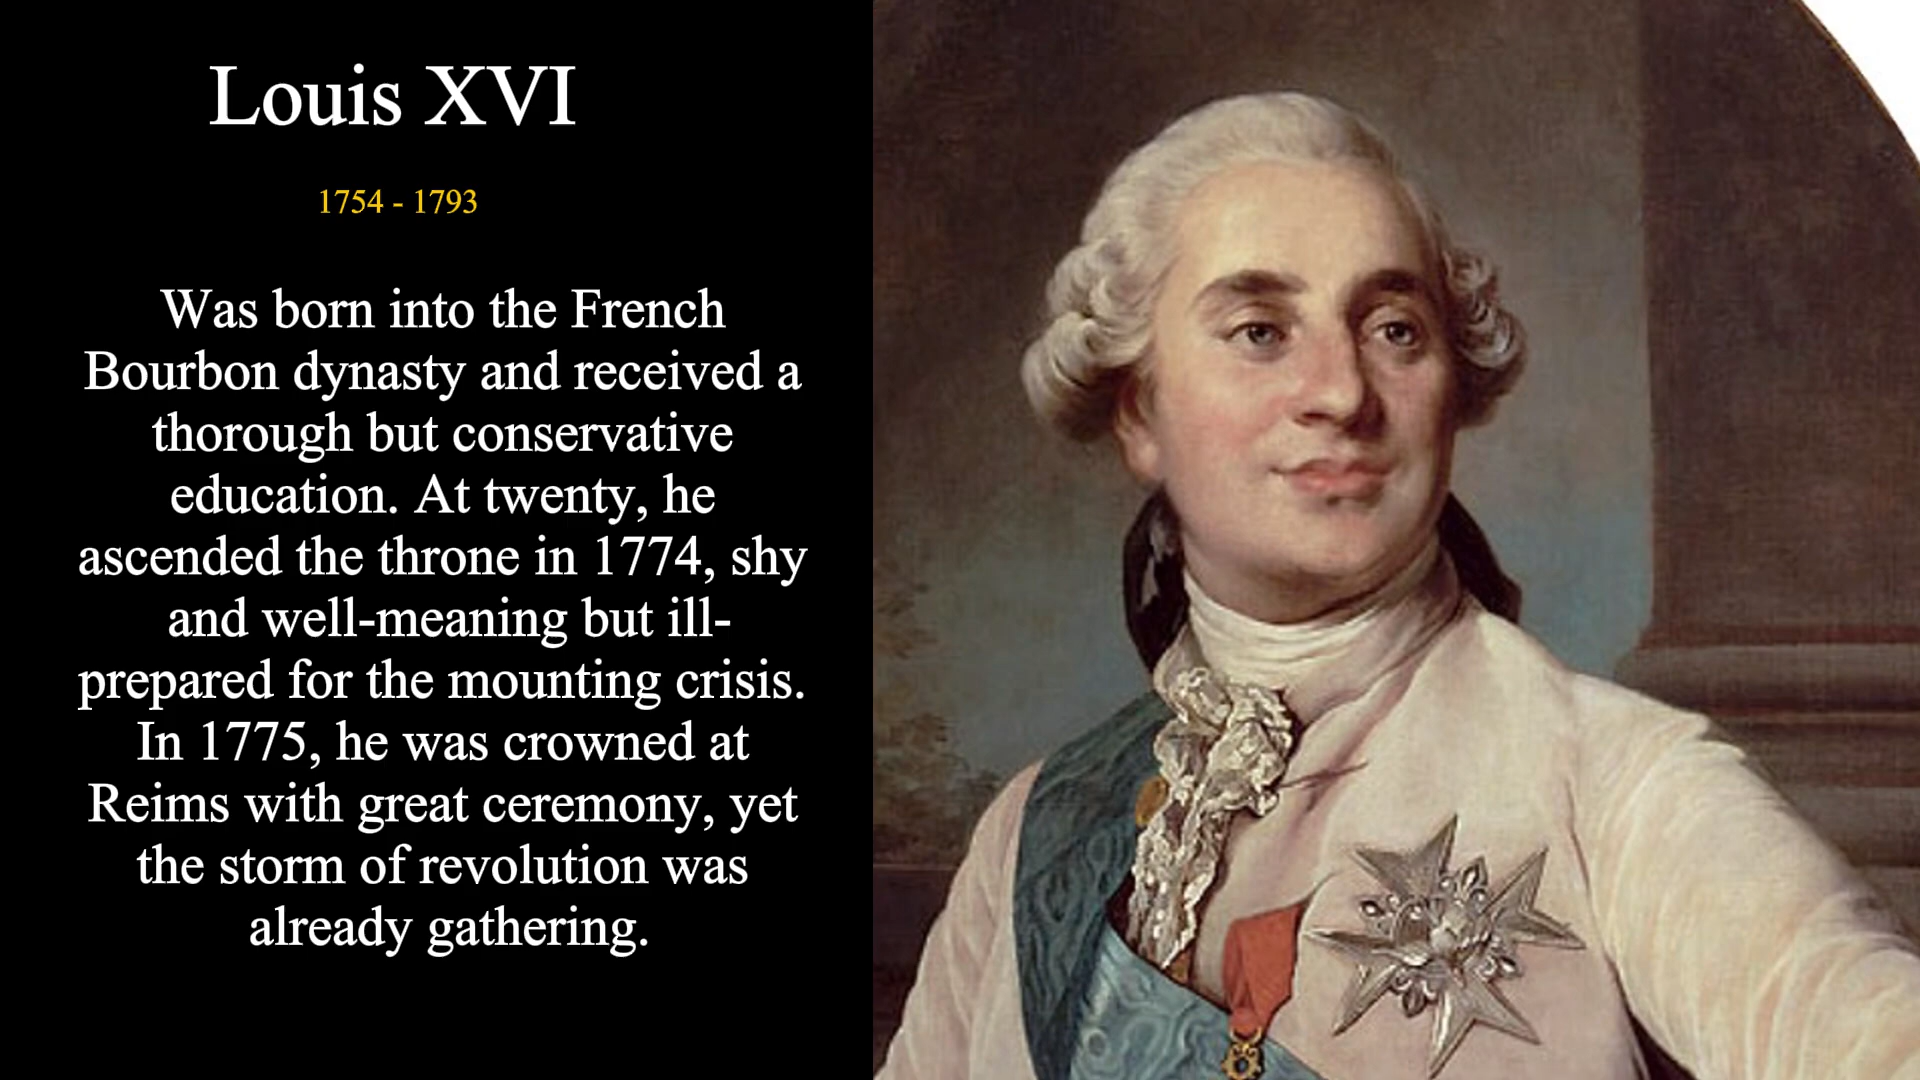 Louis XVI
1754 - 1793
Was born into the French
Bourbon dynasty and received a
thorough but conservative
education. At twenty, he
ascended the throne in 1774, shy
and well-meaning but ill-
prepared for the mounting crisis.
In 1775, he was crowned at
Reims with great ceremony, yet
the storm of revolution was
already gathering.